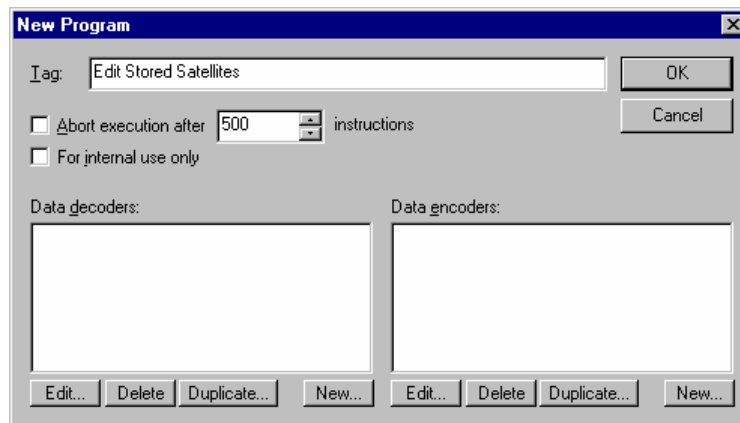 New Program
Tag: Edit Stored Satellites OK
Abort execution after 500 instructions Cancel
For internal use only
Data decoders: Data encoders:
Edit... Delete Duplicate... New... Edit... Delete Duplicate... New...